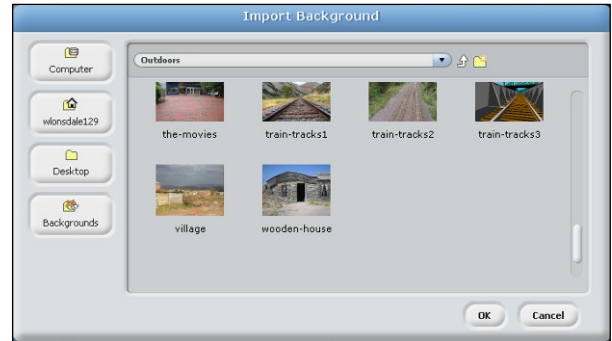 Import Background
Computer
wlonsdale129
Desktop
Backgrounds
Outdoors
the-movies train-tracks1 train-tracks2 train-tracks3
village wooden-house
OK Cancel